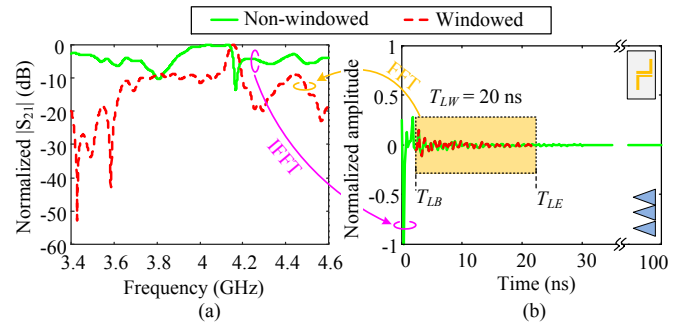 Non-windowed
Windowed
0
-10
-20
-30
-40
-50
-60
Normalized |S21| (dB)
3.4
3.6
3.8
4
4.2
4.4
4.6
Frequency (GHz)
(a)
IFFT
FFT
1
0.5
0
-0.5
-1
Normalized amplitude
TLW = 20 ns
TLB
TLE
0
10
20
30
100
Time (ns)
(b)